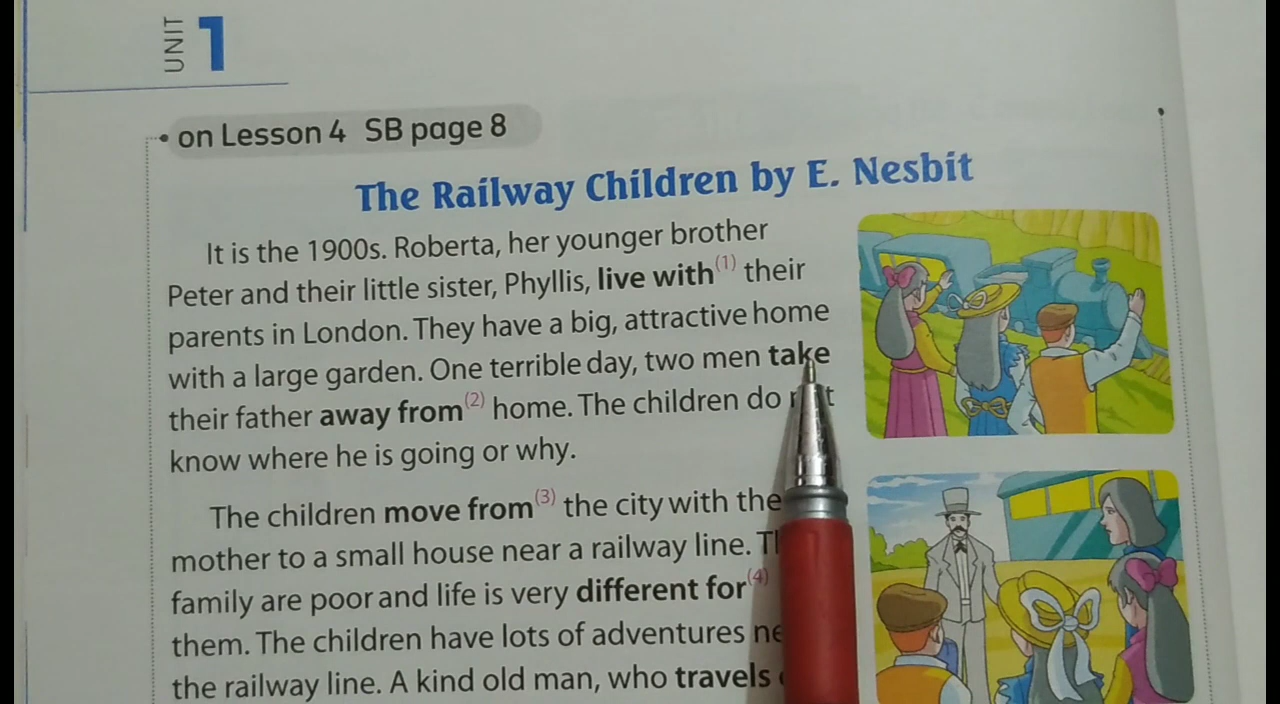 UNIT 1
on Lesson 4 SB page 8
The Railway Children by E. Nesbit
It is the 1900s. Roberta, her younger brother
Peter and their little sister, Phyllis, live with(1) their
parents in London. They have a big, attractive home
with a large garden. One terrible day, two men take
their father away from(2) home. The children do
know where he is going or why.
The children move from(3) the city with
mother to a small house near a railway line.
family are poor and life is very different for(4)
them. The children have lots of adventures
the railway line. A kind old man, who travels